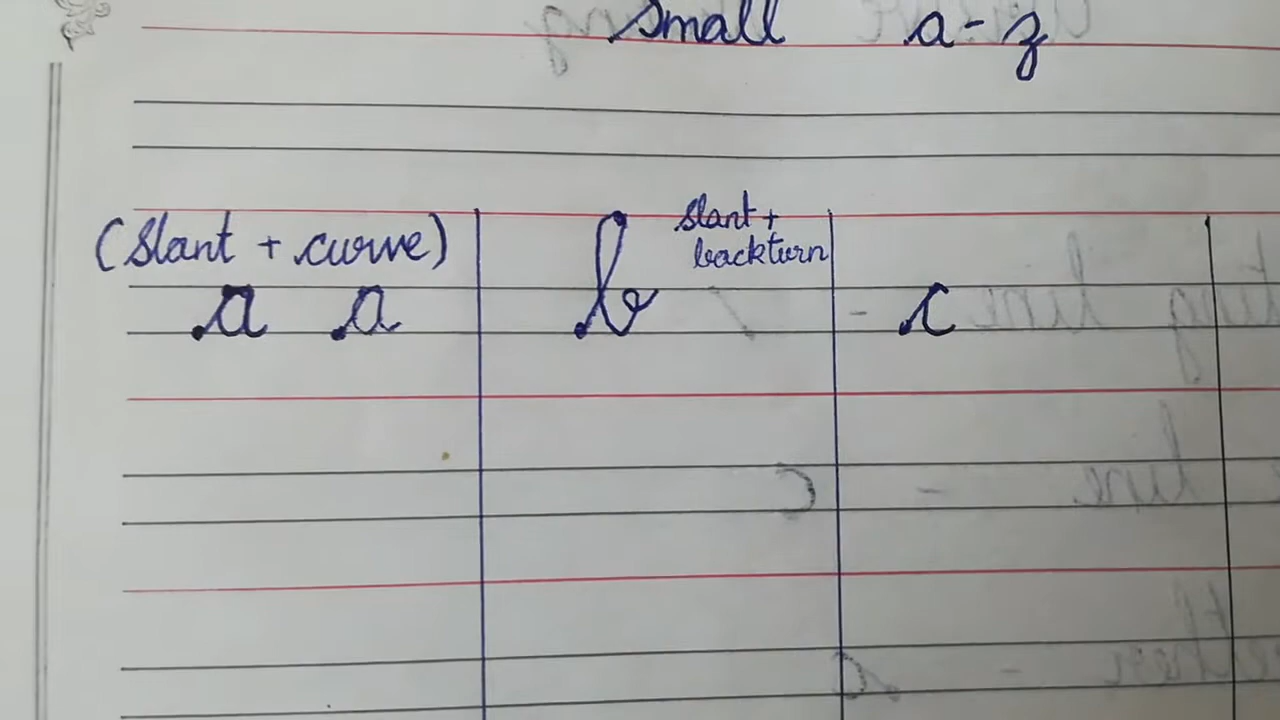 small a-z
(slant + curve)
a a
b
slant +
backturn
c